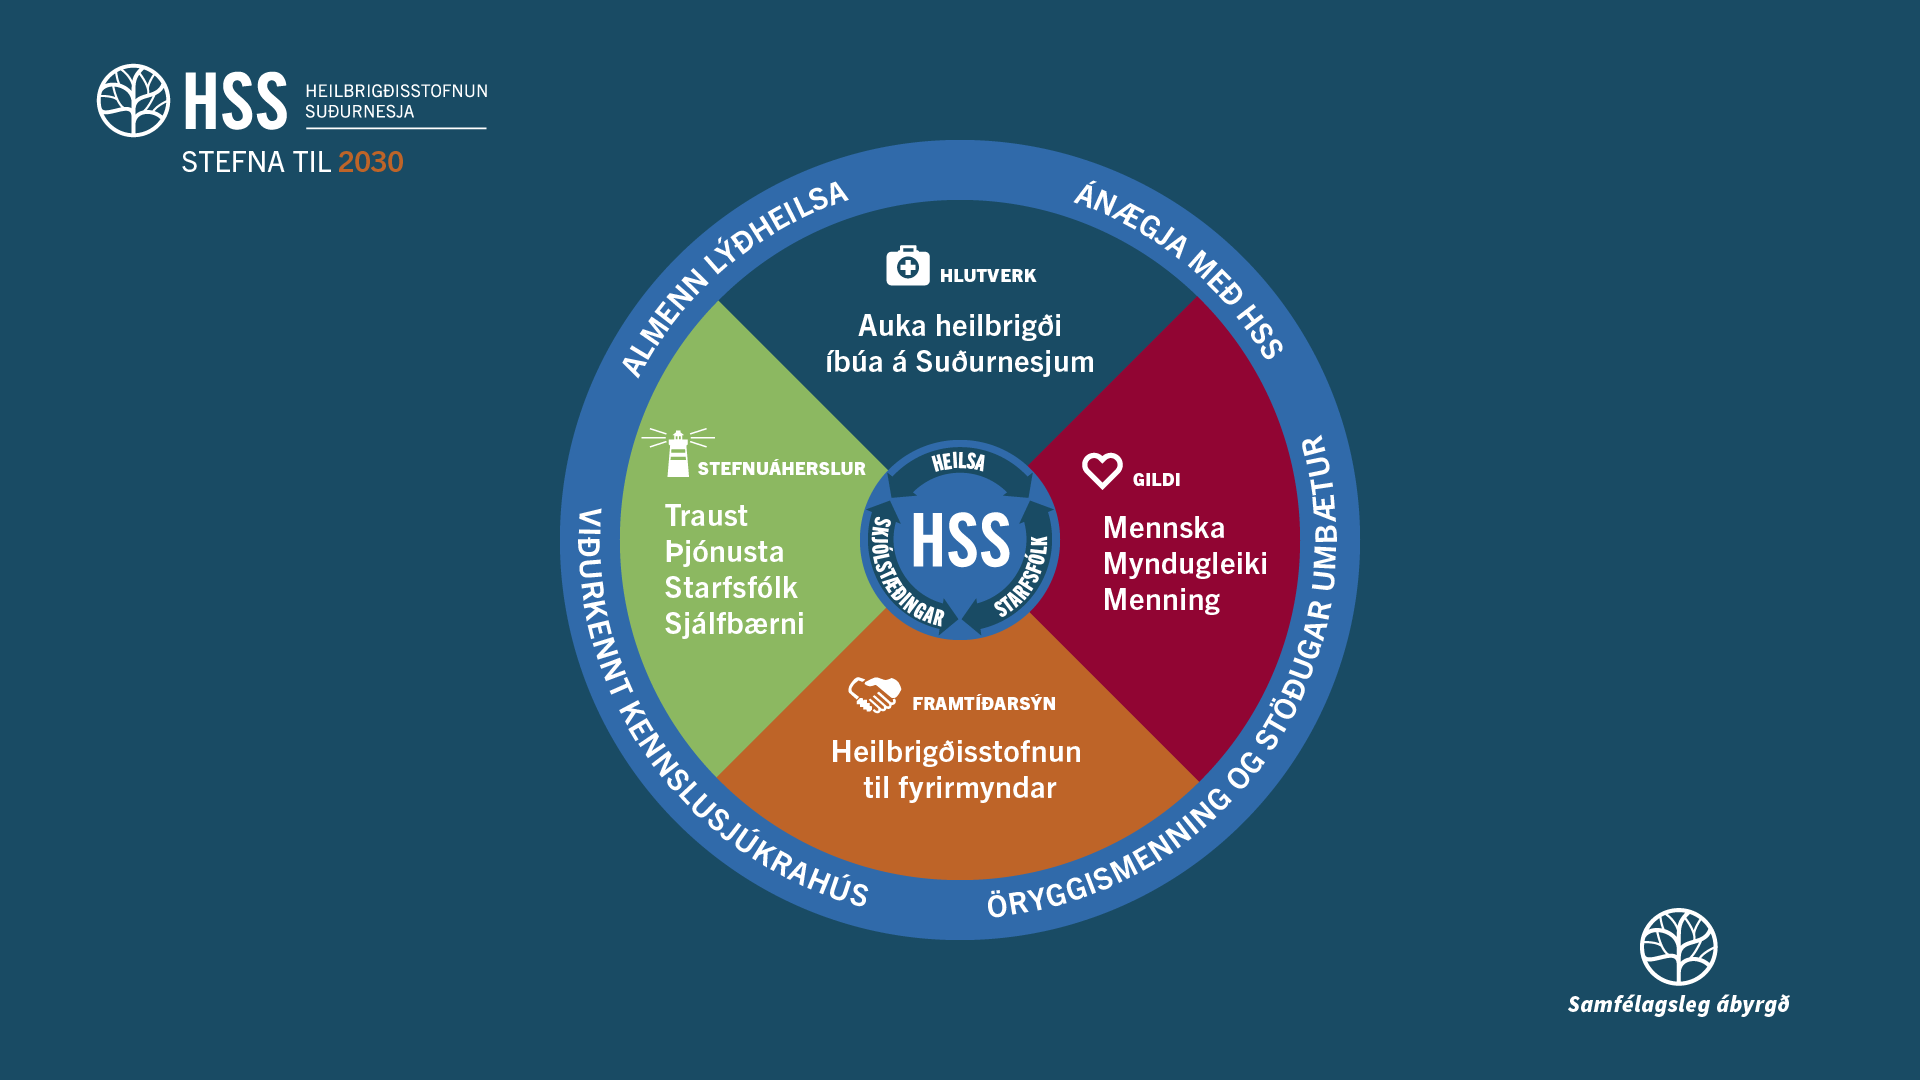 HSS
HEILBRIGÐISSTOFNUN
SUÐURNESJA
STEFNA TIL 2030
ALMENN LÝÐHEILSA
ÁNÆGJA MEÐ HSS
HLUTVERK
Auka heilbrigði
íbúa á Suðurnesjum
STEFNUÁHERSLUR
Traust
Þjónusta
Starfsfólk
Sjálfbærni
HEILSA
HSS
SKJÓLSTÆÐINGAR
STARFSFÓLK
GILDI
Mennska
Myndugleiki
Menning
FRAMTÍÐARSÝN
Heilbrigðisstofnun
til fyrirmyndar
VIÐURKENNT KENNSLUSJÚKRAHÚS
ÖRYGGISMENNING OG STÖÐUGAR UMBÆTUR
Samfélagsleg ábyrgð